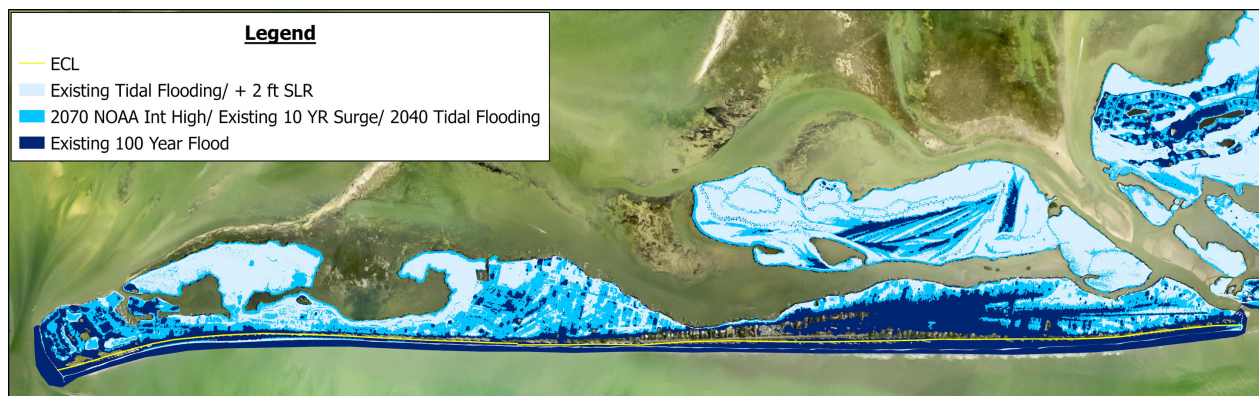 Legend
ECL
Existing Tidal Flooding/ + 2 ft SLR
2070 NOAA Int High/ Existing 10 YR Surge/ 2040 Tidal Flooding
Existing 100 Year Flood